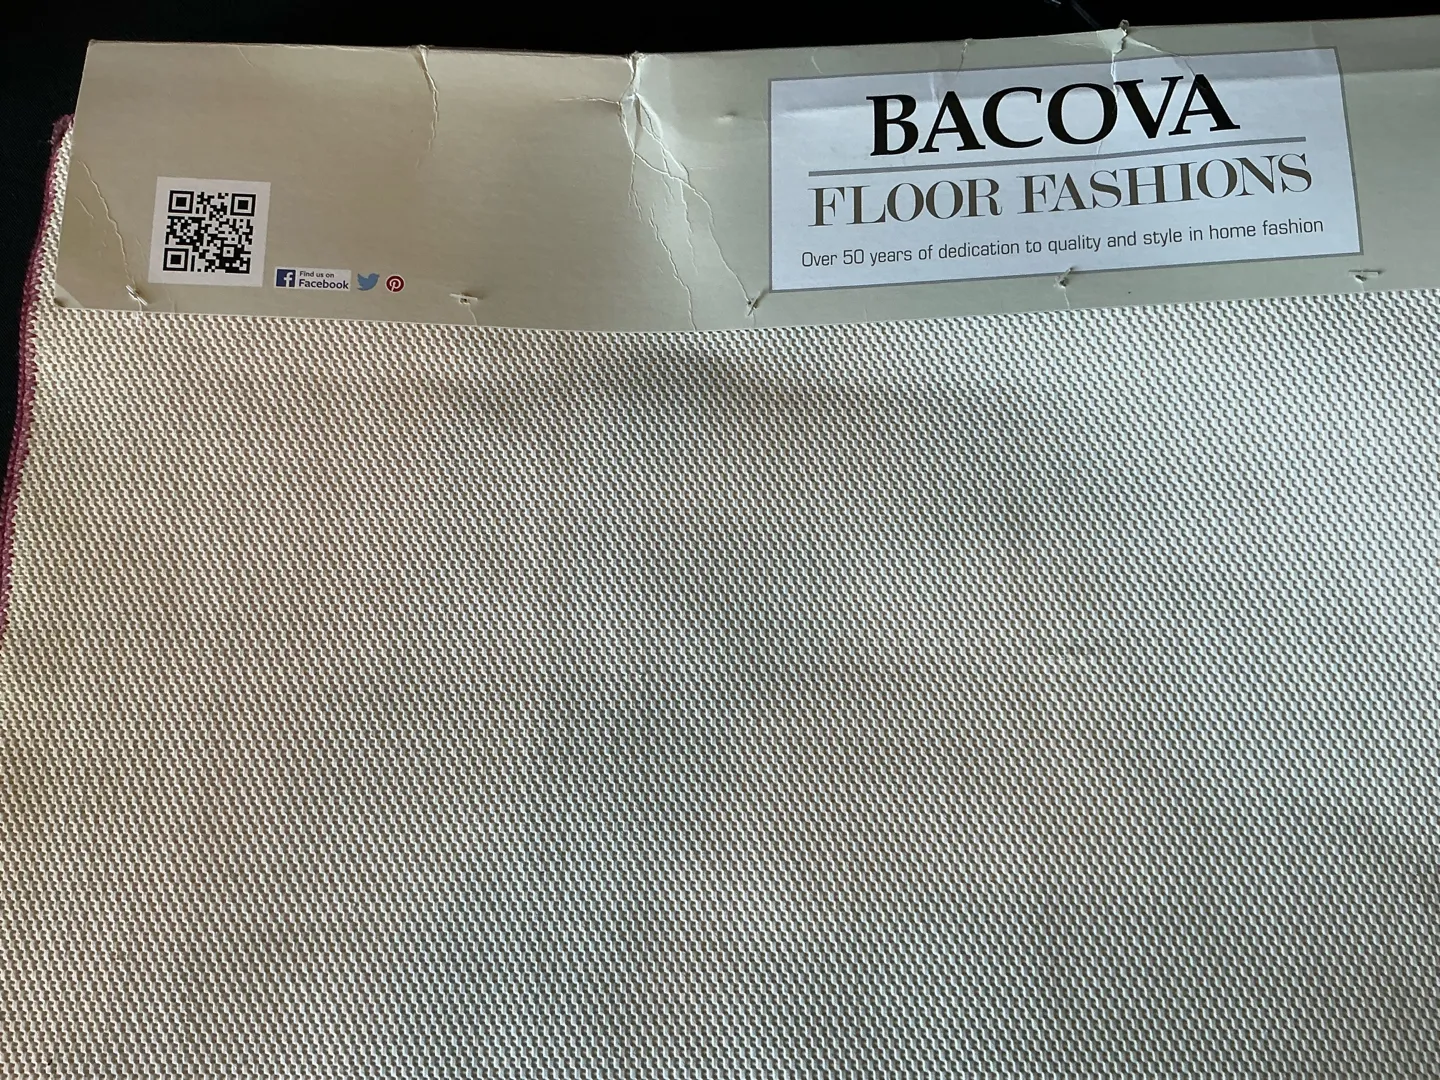 BACOVA
FLOOR FASHIONS
Over 50 years of dedication to quality and style in home fashion
Find us on
Facebook